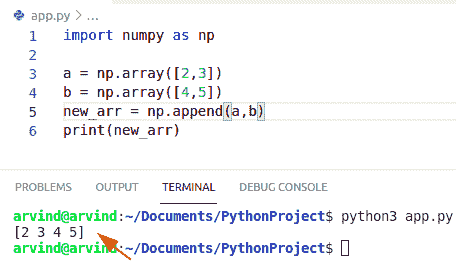 app.py > ...
1 import numpy as np
2
3 a = np.array([2,3])
4 b = np.array([4,5])
5 new_arr = np.append(a,b)
6 print(new_arr)
PROBLEMS OUTPUT TERMINAL DEBUG CONSOLE
arvind@arvind:~/Documents/PythonProject$ python3 app.py
[2 3 4 5]
arvind@arvind:~/Documents/PythonProject$